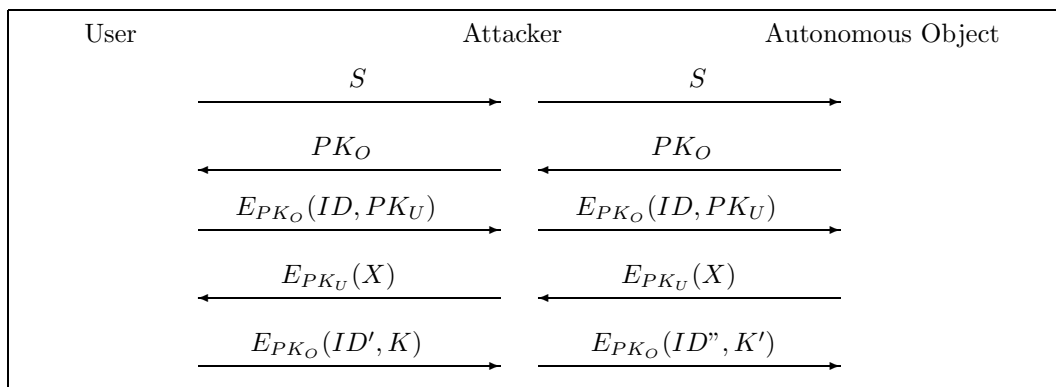 User Attacker Autonomous Object
S S
PK_O PK_O
E_{PK_O}(ID, PK_U) E_{PK_O}(ID, PK_U)
E_{PK_U}(X) E_{PK_U}(X)
E_{PK_O}(ID′, K) E_{PK_O}(ID”, K′)